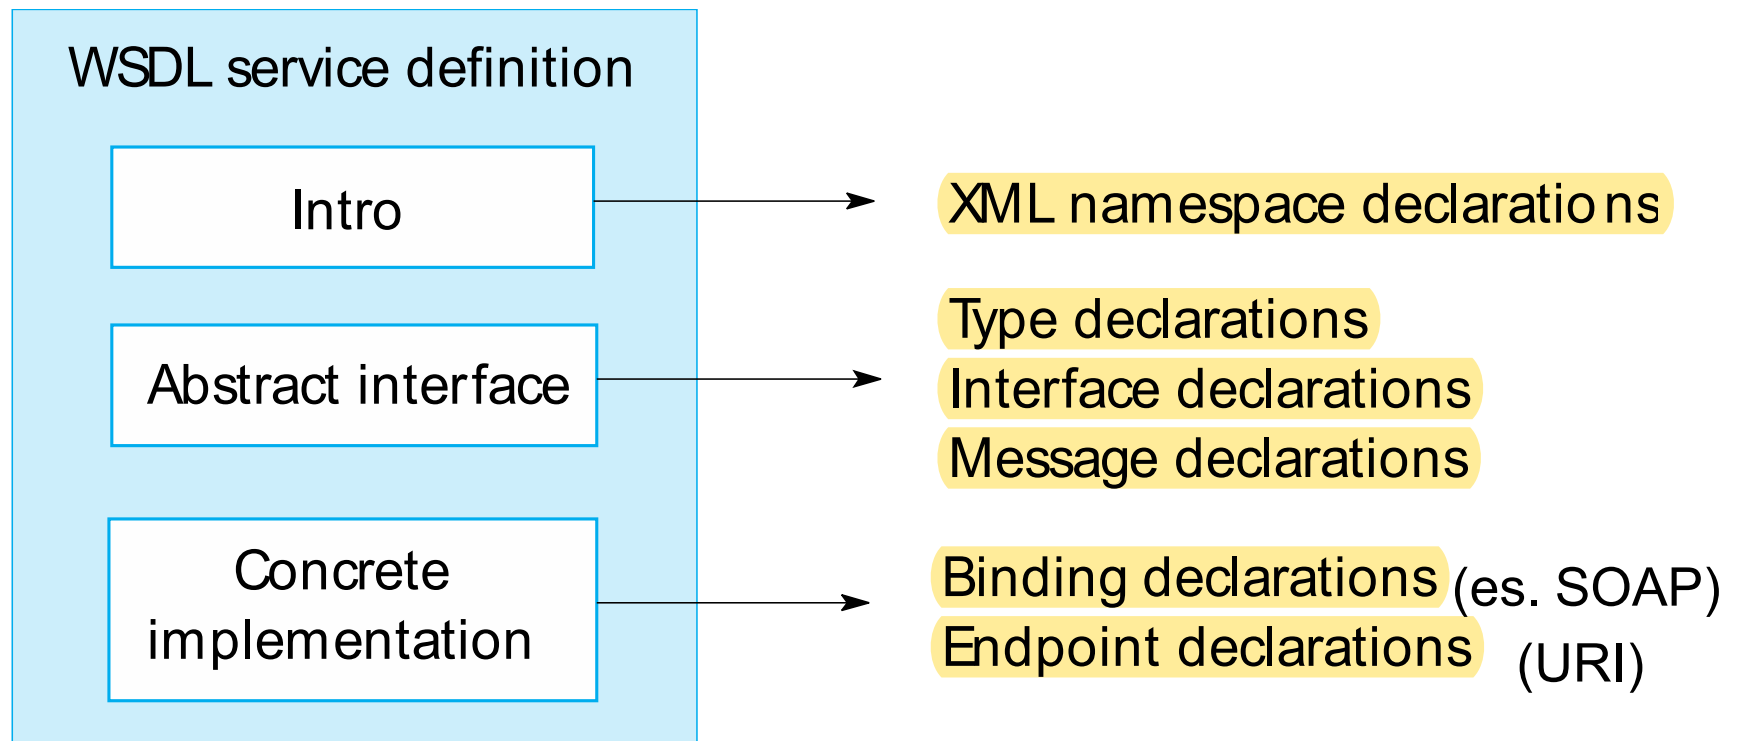 WSDL service definition
Intro
XML namespace declarations
Abstract interface
Type declarations
Interface declarations
Message declarations
Concrete
implementation
Binding declarations (es. SOAP)
Endpoint declarations (URI)